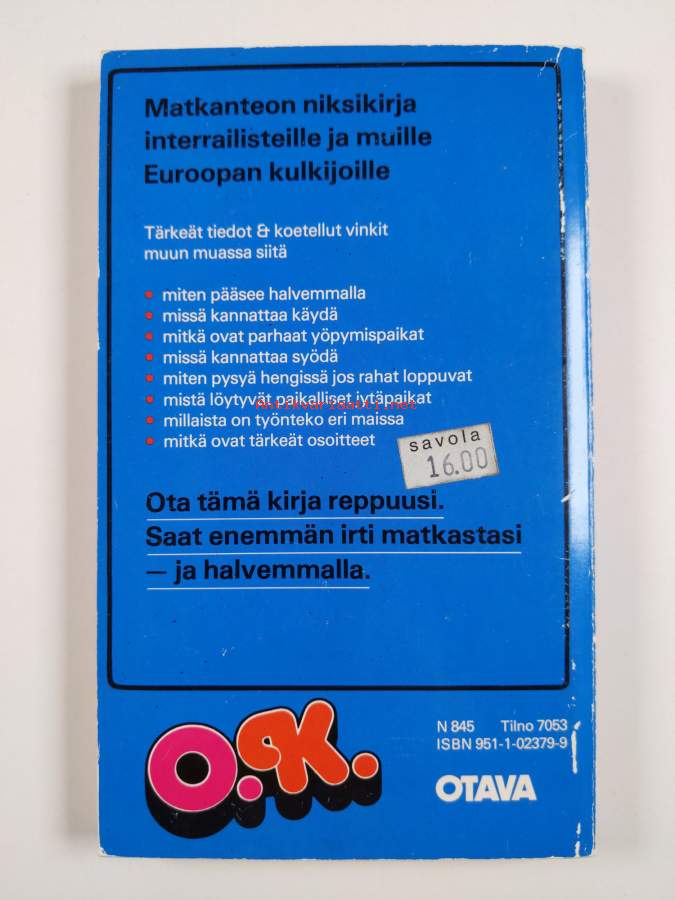 Matkanteon niksikirja
interrailisteille ja muille
Euroopan kulkijoille
Tärkeät tiedot & koetellut vinkit
muun muassa siitä
• miten pääsee halvemmalla
• missä kannattaa käydä
• mitkä ovat parhaat yöpymispaikat
• missä kannattaa syödä
• miten pysyä hengissä jos rahat loppuvat
• mistä löytyvät paikalliset iytäpaikat
Antikvariaatti.net
• millaista on työnteko eri maissa
• mitkä ovat tärkeät osoitteet
savola
16.00
Ota tämä kirja reppuusi.
Saat enemmän irti matkastasi
— ja halvemmalla.
O.K.
N 845 Tilno 7053
ISBN 951-1-02379-9
OTAVA